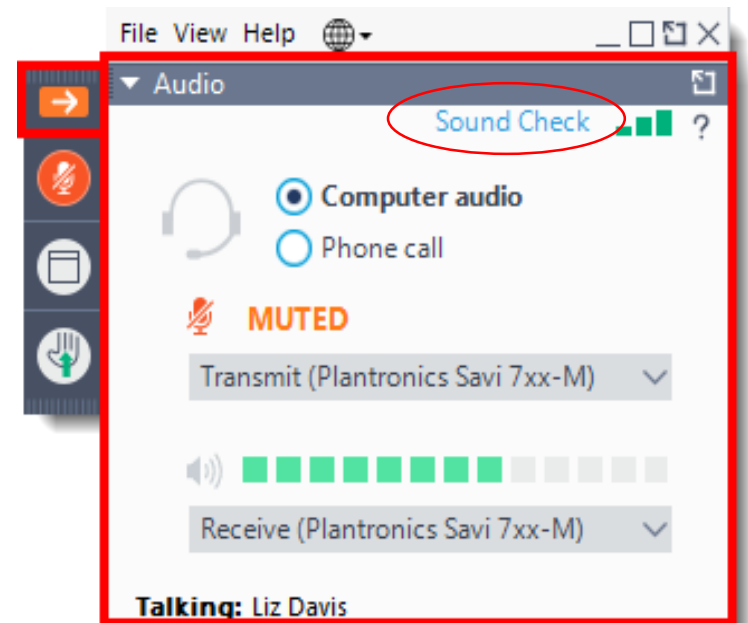 File View Help
Audio
Sound Check ?
Computer audio
Phone call
MUTED
Transmit (Plantronics Savi 7xx-M)
Receive (Plantronics Savi 7xx-M)
Talking: Liz Davis